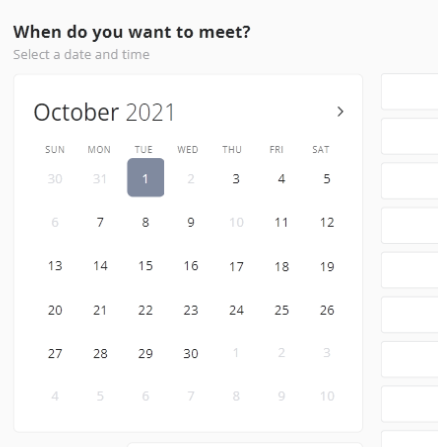 When do you want to meet?
Select a date and time
October 2021 >
SUN MON TUE WED THU FRI SAT
30 31 1 2 3 4 5
6 7 8 9 10 11 12
13 14 15 16 17 18 19
20 21 22 23 24 25 26
27 28 29 30 1 2 3
4 5 6 7 8 9 10